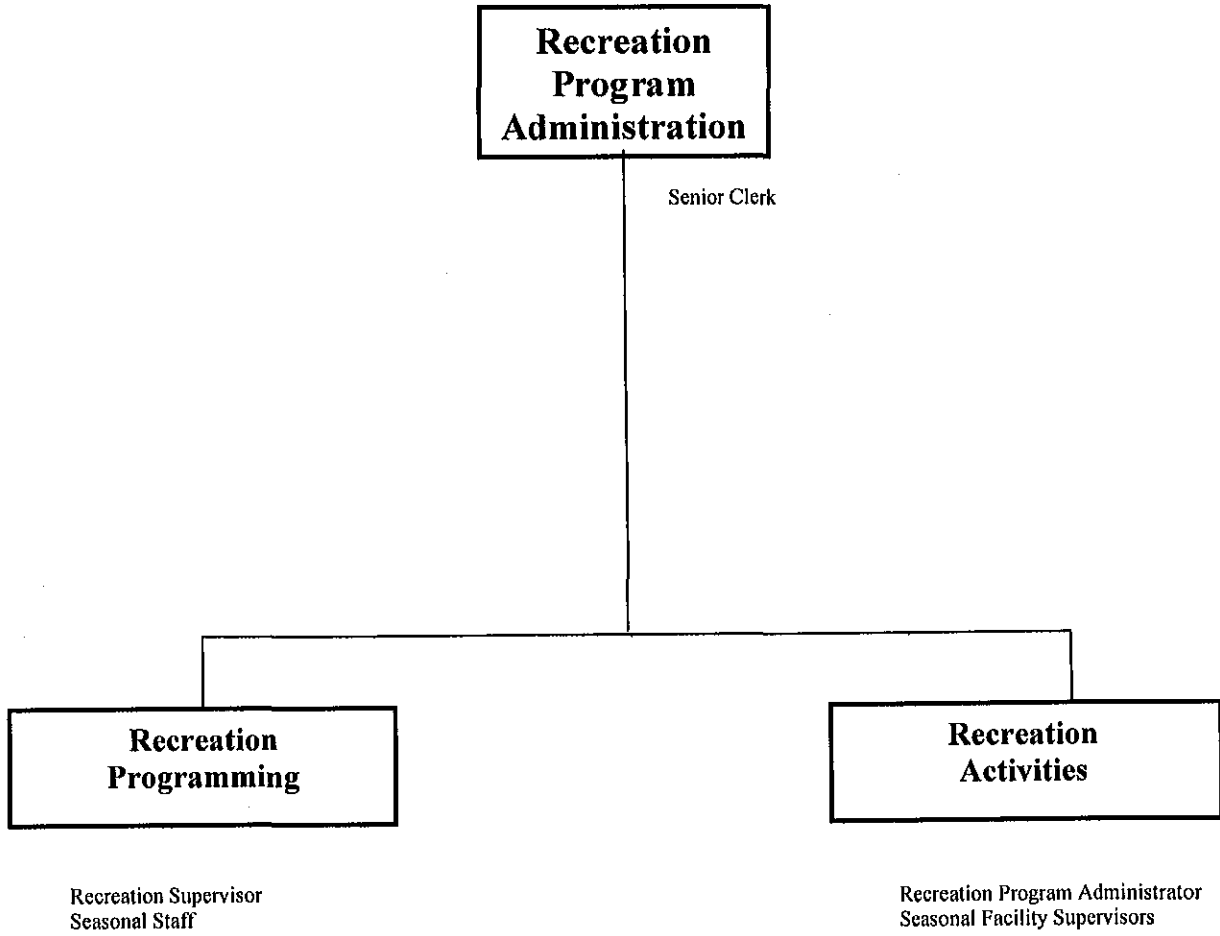 Recreation
Program
Administration
Senior Clerk
Recreation
Programming
Recreation
Activities
Recreation Supervisor
Seasonal Staff
Recreation Program Administrator
Seasonal Facility Supervisors